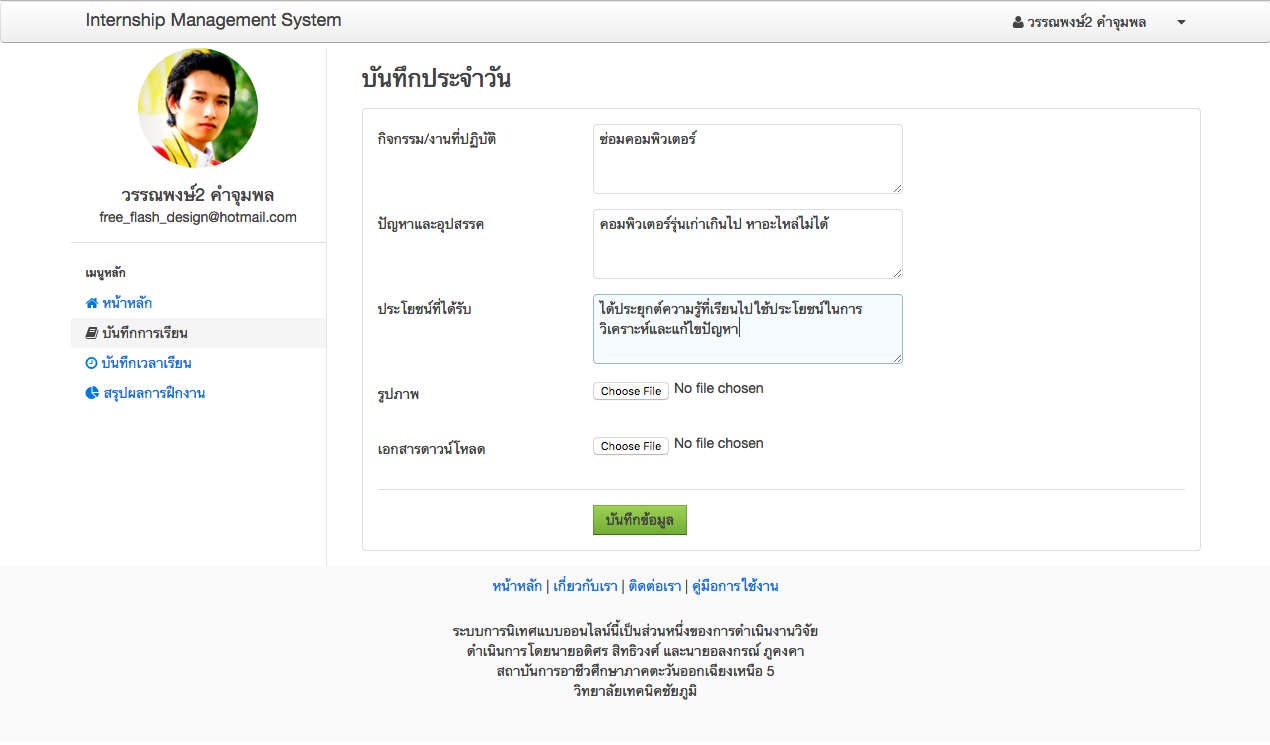 Internship Management System
วรรณพงษ์2 คำจุมพล
วรรณพงษ์2 คำจุมพล
free_flash_design@hotmail.com
เมนูหลัก
หน้าหลัก
บันทึกการเรียน
บันทึกเวลาเรียน
สรุปผลการฝึกงาน
บันทึกประจำวัน
กิจกรรม/งานที่ปฏิบัติ
ซ่อมคอมพิวเตอร์
ปัญหาและอุปสรรค
คอมพิวเตอร์รุ่นเก่าเกินไป หาอะไหล่ไม่ได้
ประโยชน์ที่ได้รับ
ได้ประยุกต์ความรู้ที่เรียนไปใช้ประโยชน์ในการ
วิเคราะห์และแก้ไขปัญหา
รูปภาพ
Choose File No file chosen
เอกสารดาวน์โหลด
Choose File No file chosen
บันทึกข้อมูล
หน้าหลัก | เกี่ยวกับเรา | ติดต่อเรา | คู่มือการใช้งาน
ระบบการนิเทศแบบออนไลน์นี้เป็นส่วนหนึ่งของการดำเนินงานวิจัย
ดำเนินการโดยนายอดิศร สิทธิวงศ์ และนายอลงกรณ์ ภูคงคา
สถาบันการอาชีวศึกษาภาคตะวันออกเฉียงเหนือ 5
วิทยาลัยเทคนิคชัยภูมิ